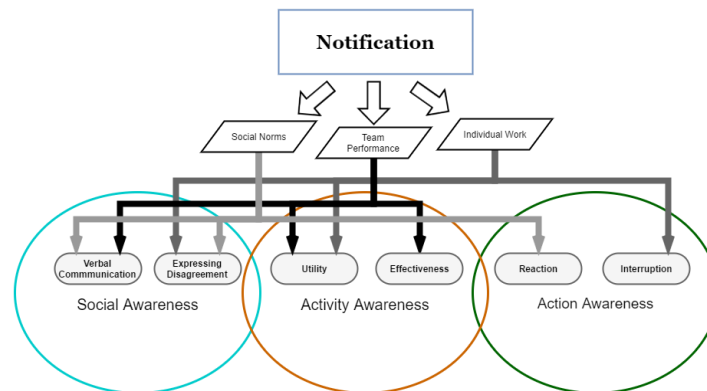 Notification
Social Norms
Team
Performance
Individual Work
Verbal
Commmunication
Expressing
Disagreement
Utility
Effectiveness
Reaction
Interruption
Social Awareness
Activity Awareness
Action Awareness